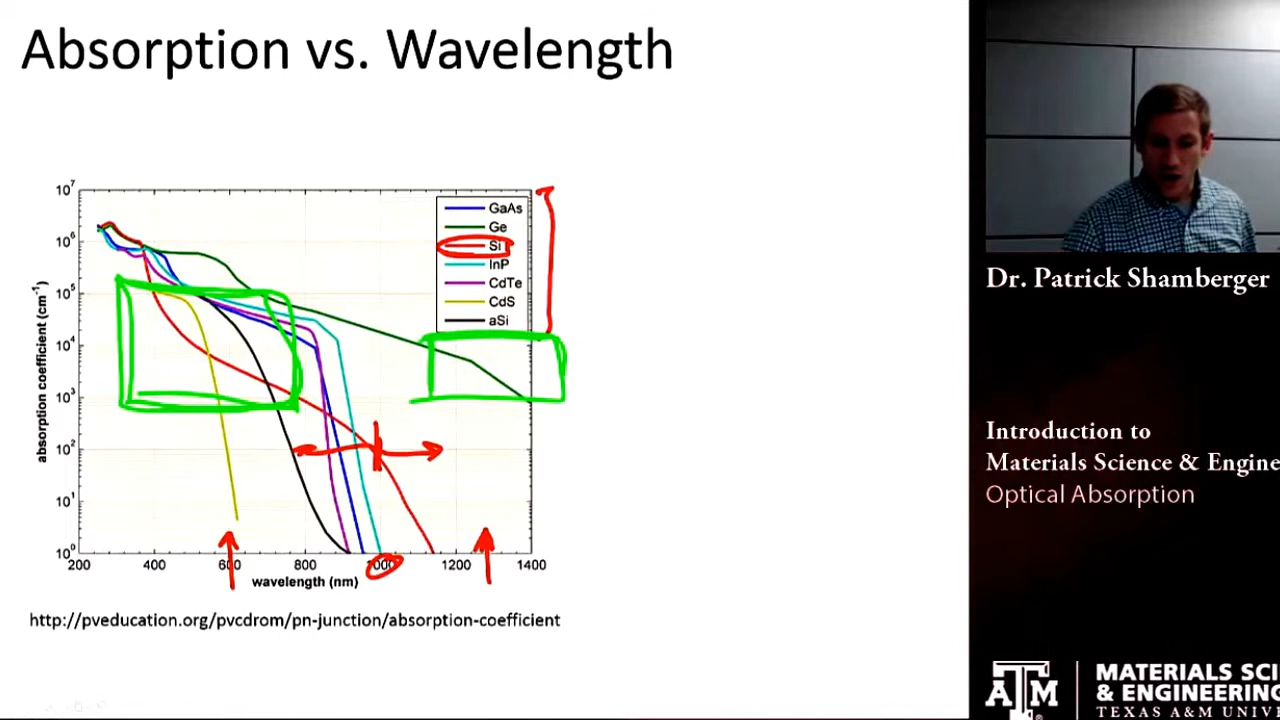 Absorption vs. Wavelength
10⁷
10⁶
10⁵
10⁴
10³
10²
10¹
10⁰
absorption coefficient (cm⁻¹)
GaAs
Ge
Si
InP
CdTe
CdS
aSi
200 400 600 800 1000 1200 1400
wavelength (nm)
http://pveducation.org/pvcdrom/pn-junction/absorption-coefficient
Dr. Patrick Shamberger
Introduction to
Materials Science & Engine
Optical Absorption
ATM
MATERIALS SCI
& ENGINEERING
TEXAS A&M UNIV